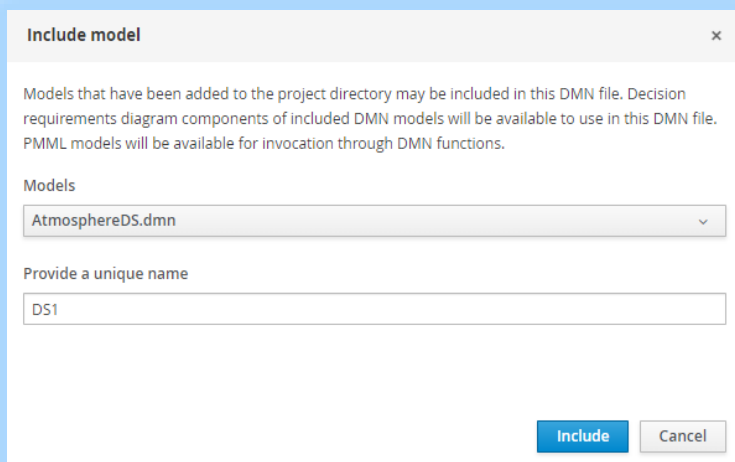 Include model
×
Models that have been added to the project directory may be included in this DMN file. Decision
requirements diagram components of included DMN models will be available to use in this DMN file.
PMML models will be available for invocation through DMN functions.
Models
AtmosphereDS.dmn
Provide a unique name
DS1
Include Cancel